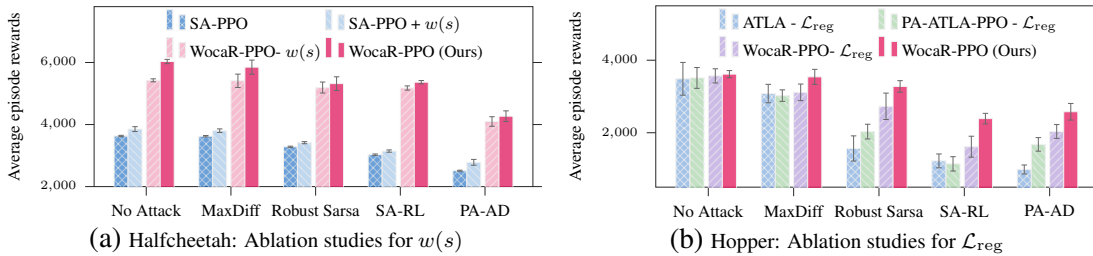 SA-PPO
SA-PPO + w(s)
WocaR-PPO- w(s)
WocaR-PPO (Ours)
Average episode rewards
6,000
4,000
2,000
No Attack
MaxDiff
Robust Sarsa
SA-RL
PA-AD
(a) Halfcheetah: Ablation studies for w(s)
ATLA - ℒreg
PA-ATLA-PPO - ℒreg
WocaR-PPO- ℒreg
WocaR-PPO (Ours)
Average episode rewards
4,000
2,000
No Attack
MaxDiff
Robust Sarsa
SA-RL
PA-AD
(b) Hopper: Ablation studies for ℒreg